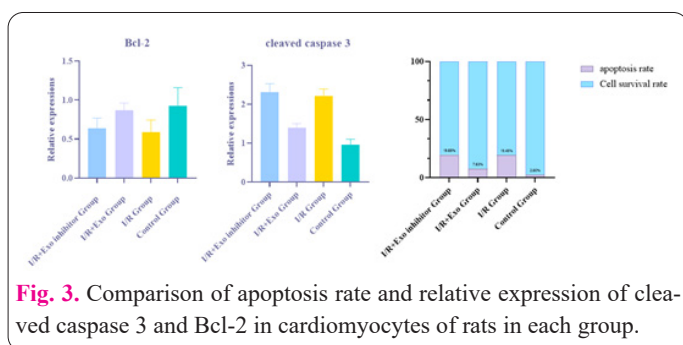 Bcl-2
Relative expressions
1.5
1.0
0.5
0.0
I/R+Exo inhibitor Group
I/R+Exo Group
I/R Group
Control Group
cleaved caspase 3
Relative expressions
3
2
1
0
I/R+Exo inhibitor Group
I/R+Exo Group
I/R Group
Control Group
100
50
0
I/R+Exo inhibitor Group
I/R+Exo Group
I/R Group
Control Group
apoptosis rate
Cell survival rate
Fig. 3. Comparison of apoptosis rate and relative expression of clea-
ved caspase 3 and Bcl-2 in cardiomyocytes of rats in each group.